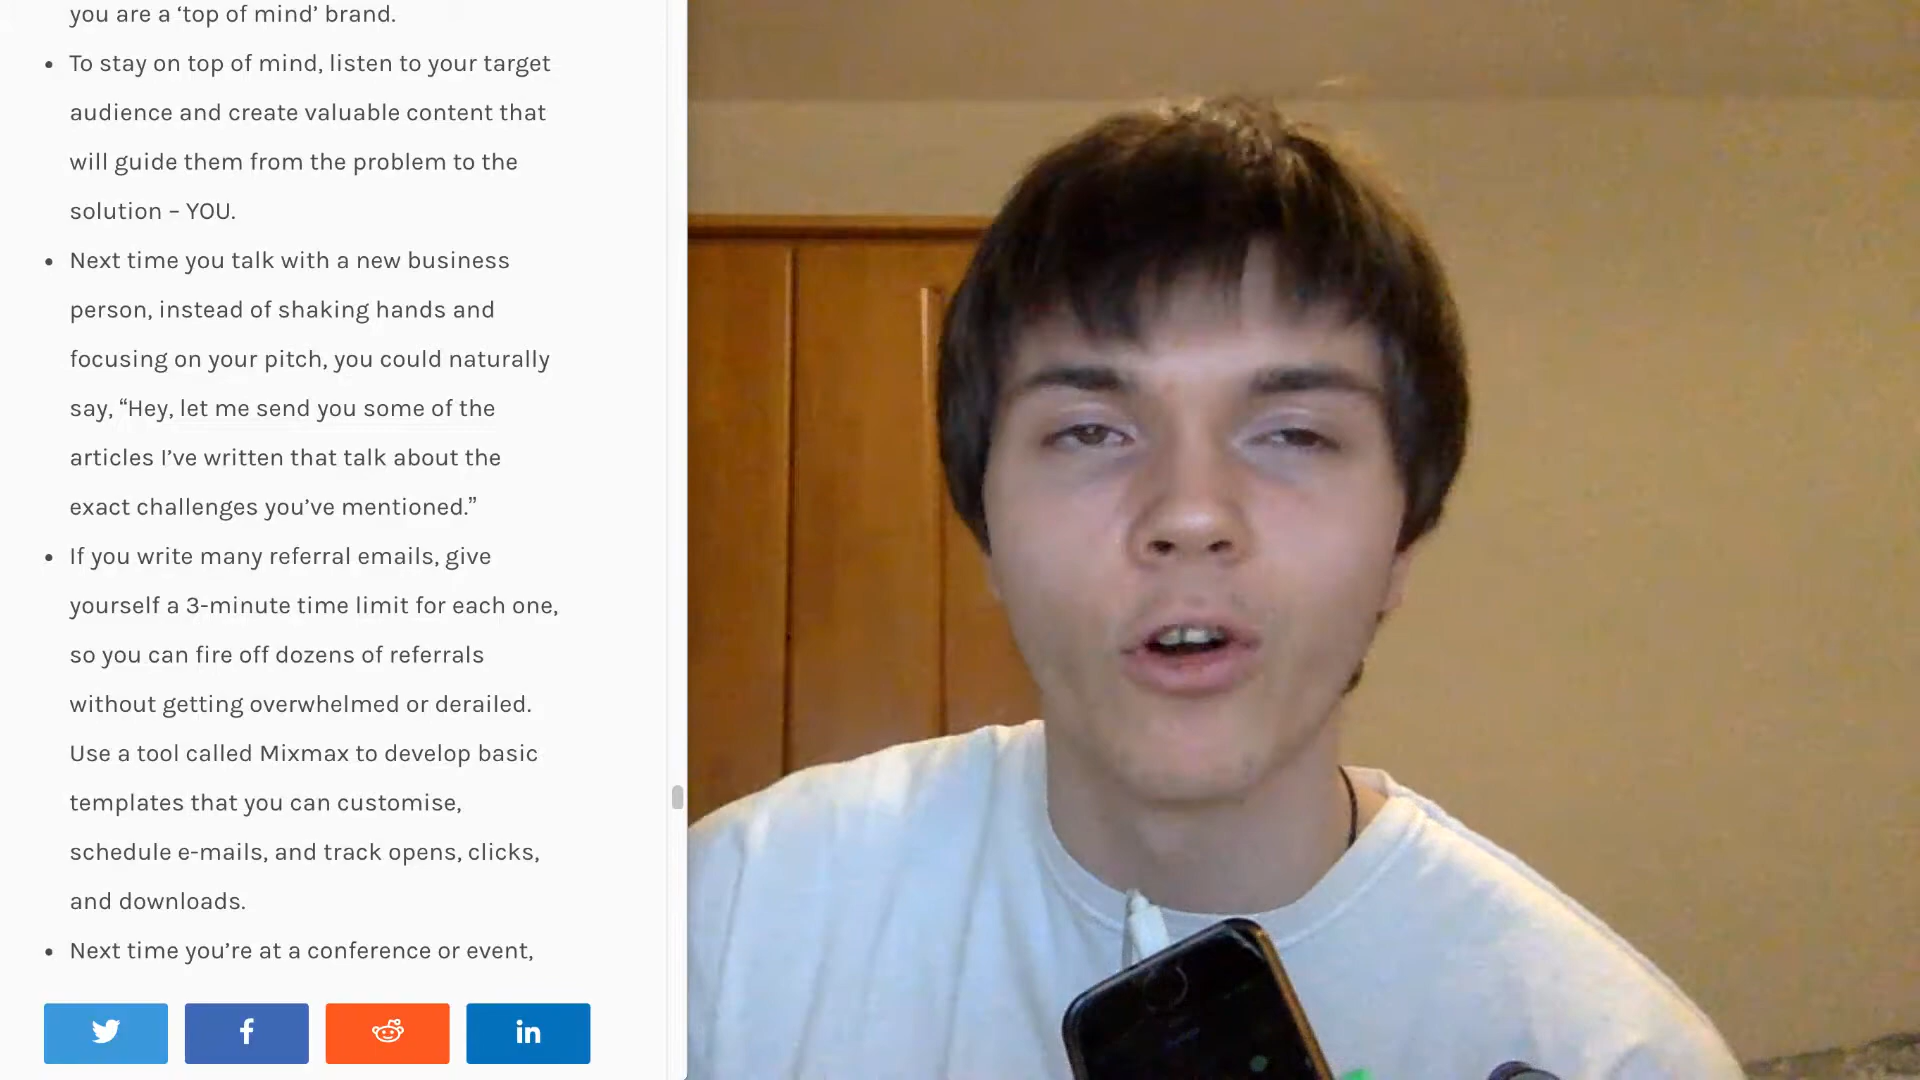 you are a ‘top of mind’ brand.
• To stay on top of mind, listen to your target
audience and create valuable content that
will guide them from the problem to the
solution – YOU.
• Next time you talk with a new business
person, instead of shaking hands and
focusing on your pitch, you could naturally
say, “Hey, let me send you some of the
articles I’ve written that talk about the
exact challenges you’ve mentioned.”
• If you write many referral emails, give
yourself a 3-minute time limit for each one,
so you can fire off dozens of referrals
without getting overwhelmed or derailed.
Use a tool called Mixmax to develop basic
templates that you can customise,
schedule e-mails, and track opens, clicks,
and downloads.
• Next time you’re at a conference or event,